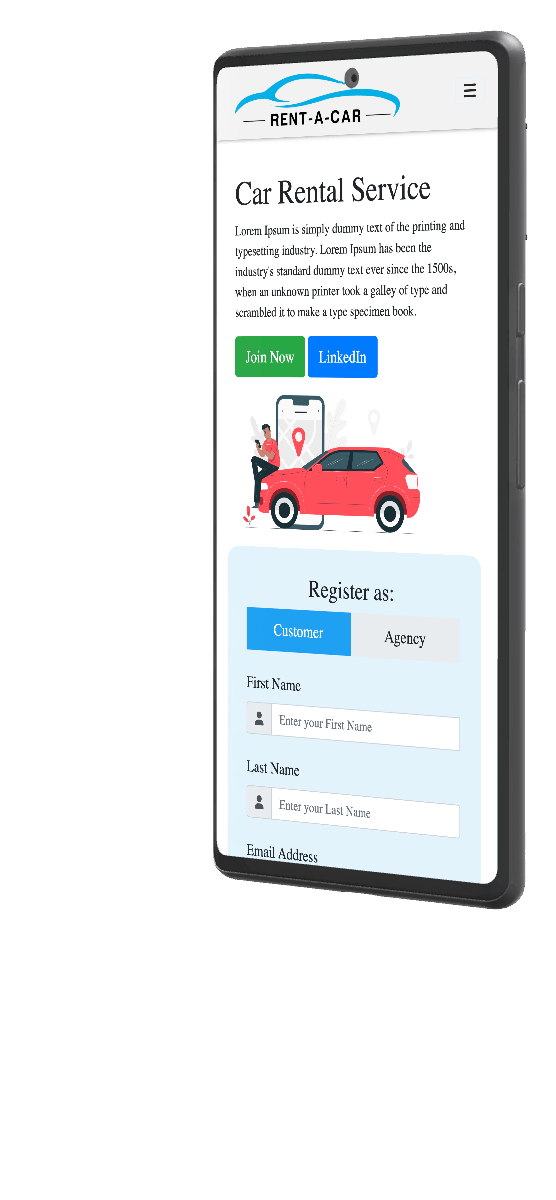 RENT-A-CAR
Car Rental Service
Lorem Ipsum is simply dummy text of the printing and
typesetting industry. Lorem Ipsum has been the
industry's standard dummy text ever since the 1500s,
when an unknown printer took a galley of type and
scrambled it to make a type specimen book.
Join Now LinkedIn
Register as:
Customer Agency
First Name
Enter your First Name
Last Name
Enter your Last Name
Email Address